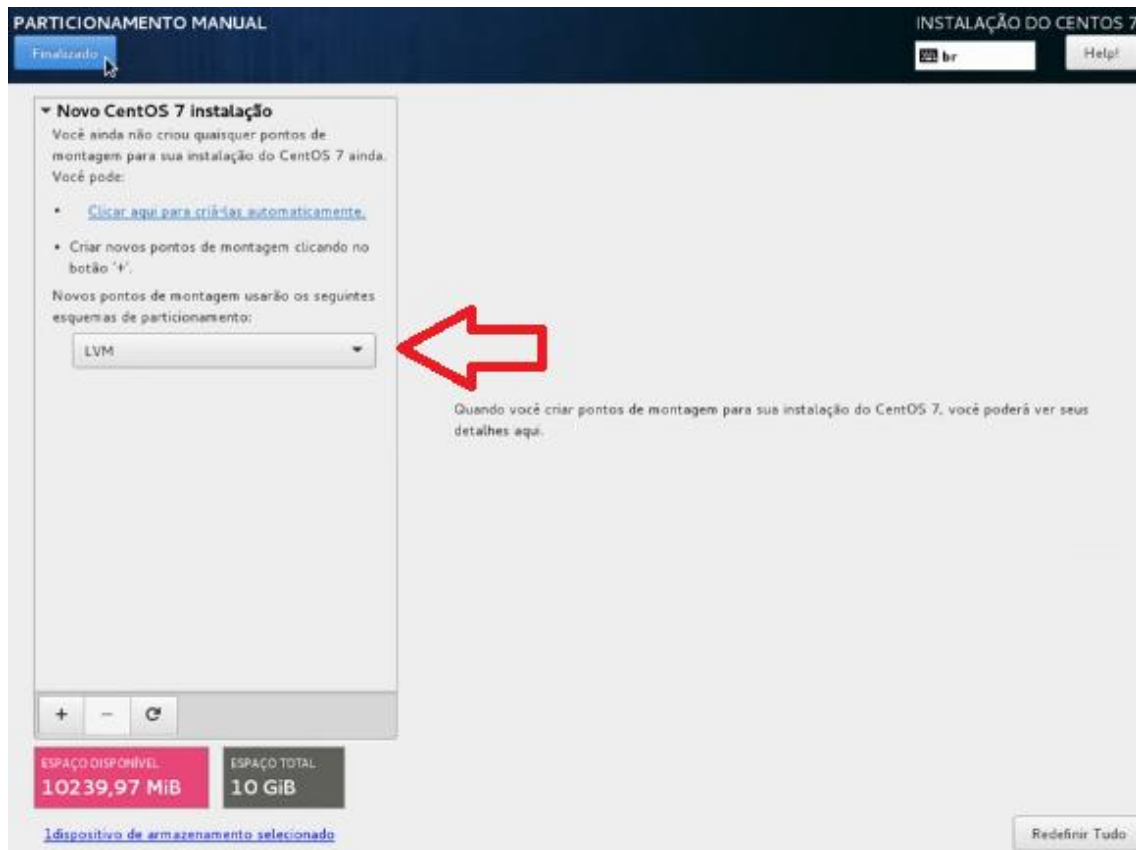 PARTICIONAMENTO MANUAL
INSTALAÇÃO DO CENTOS 7
Finalizado
br
Help!
Novo CentOS 7 instalação
Você ainda não criou quaisquer pontos de
montagem para sua instalação do CentOS 7 ainda.
Você pode:
• Clicar aqui para criá-las automaticamente.
• Criar novos pontos de montagem clicando no
botão '+'.
Novos pontos de montagem usarão os seguintes
esquemas de particionamento:
LVM
Quando você criar pontos de montagem para sua instalação do CentOS 7, você poderá ver seus
detalhes aqui.
+ −
ESPAÇO DISPONÍVEL
10239,97 MiB
ESPAÇO TOTAL
10 GiB
1dispositivo de armazenamento selecionado
Redefinir Tudo